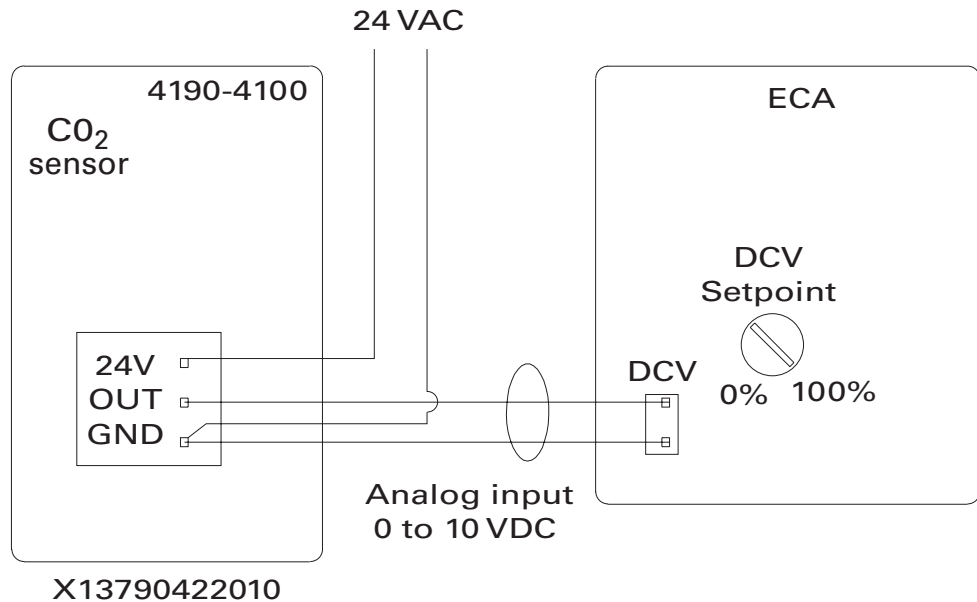 24 VAC
4190-4100
C0₂
sensor
ECA
DCV
Setpoint
0%
100%
24V
OUT
GND
DCV
Analog input
0 to 10 VDC
X13790422010